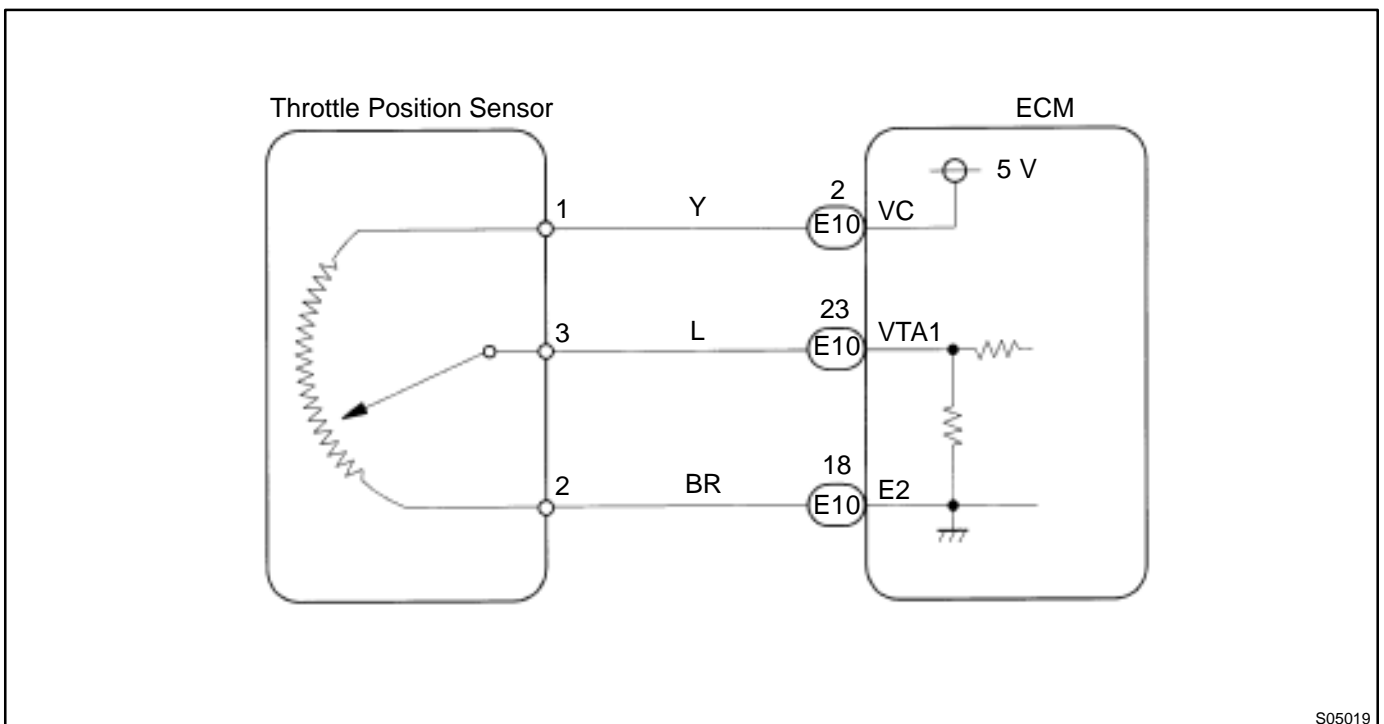 Throttle Position Sensor
ECM
5 V
1
Y
2
E10
VC
3
L
23
E10
VTA1
2
BR
18
E10
E2
S05019